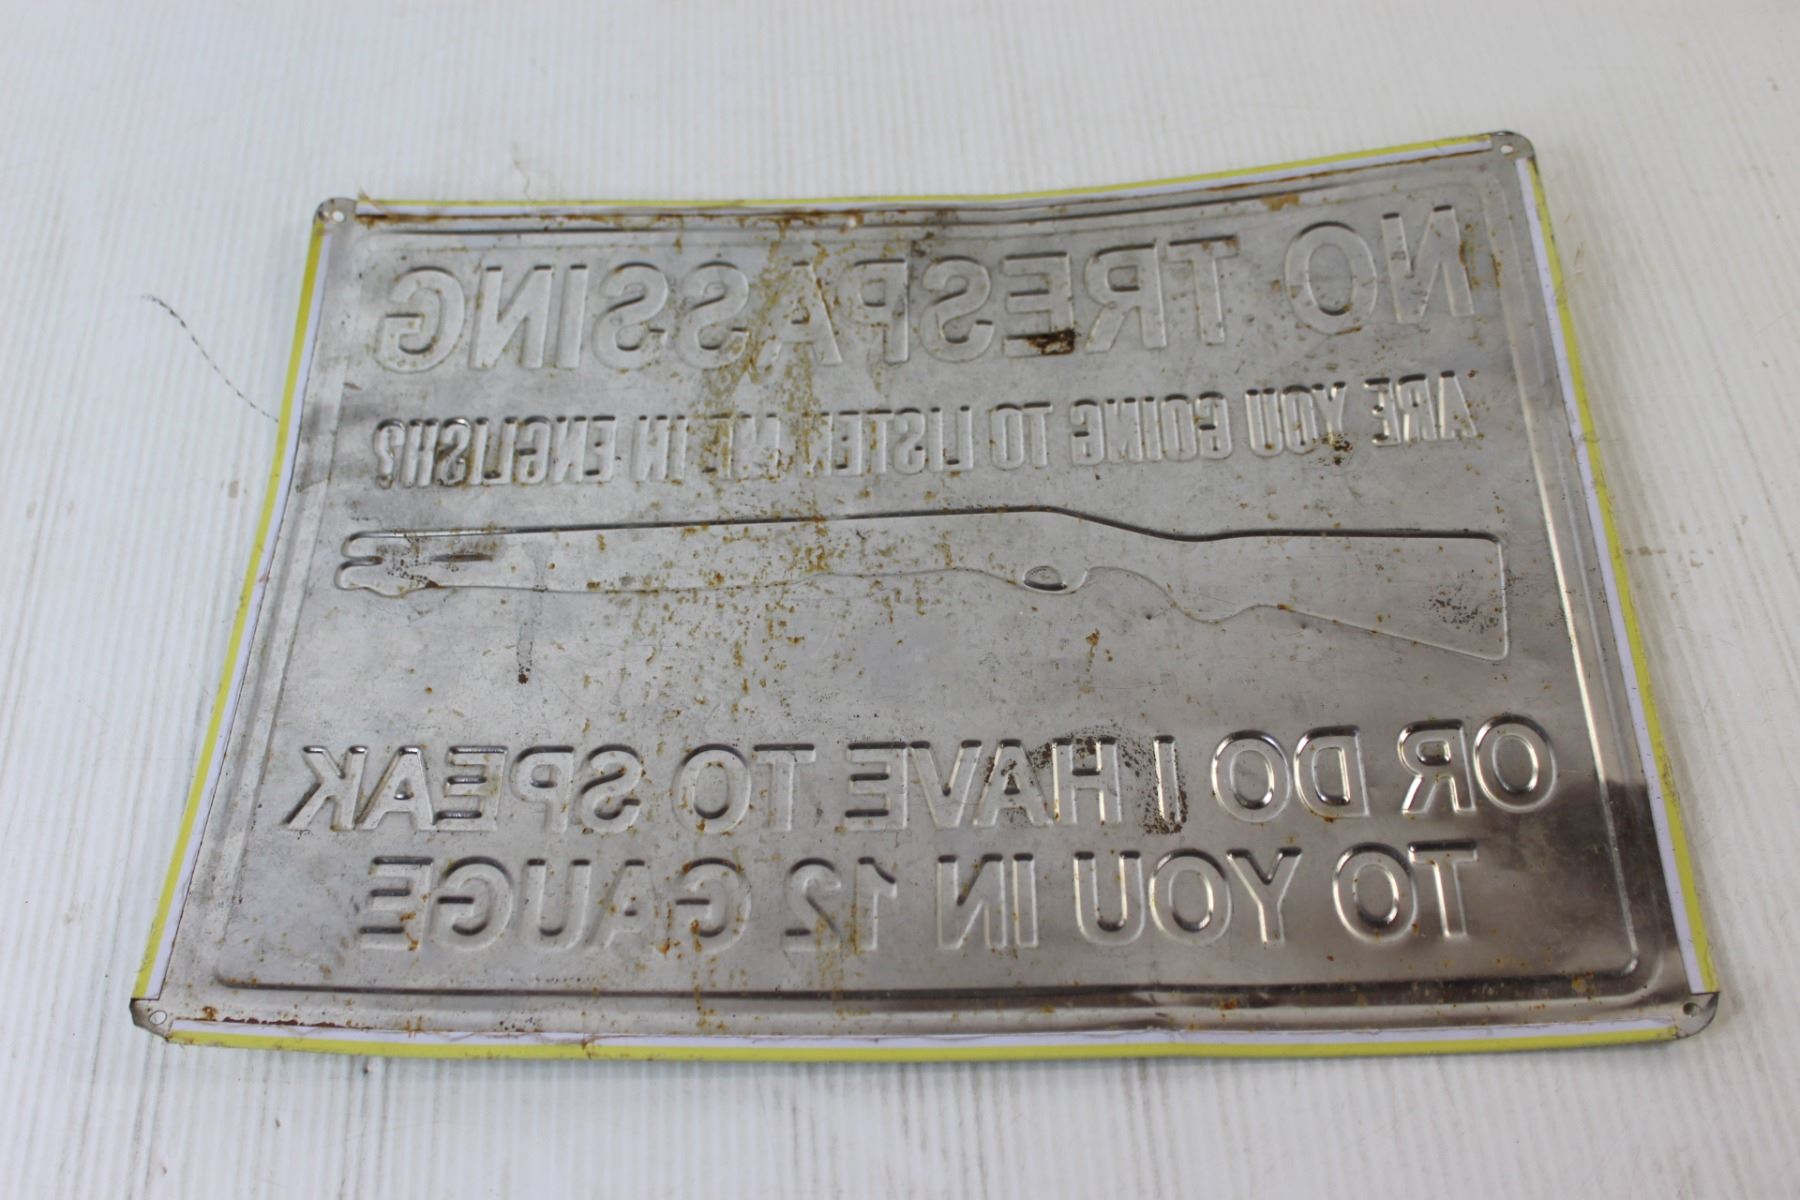 NO TRESPASSING
ARE YOU GOING TO LISTEN ME IN ENGLISH?
OR DO I HAVE TO SPEAK
TO YOU IN 12 GAUGE